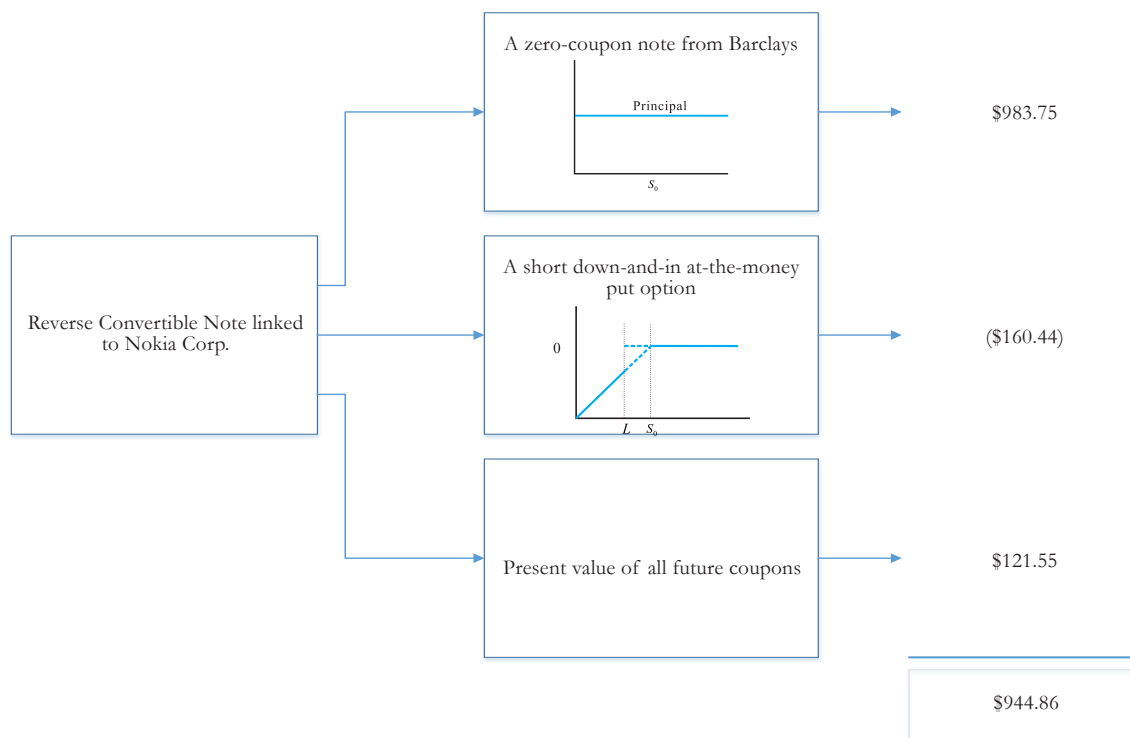 A zero-coupon note from Barclays
Principal
S₀
$983.75
Reverse Convertible Note linked
to Nokia Corp.
A short down-and-in at-the-money
put option
0
L S₀
($160.44)
Present value of all future coupons
$121.55
$944.86